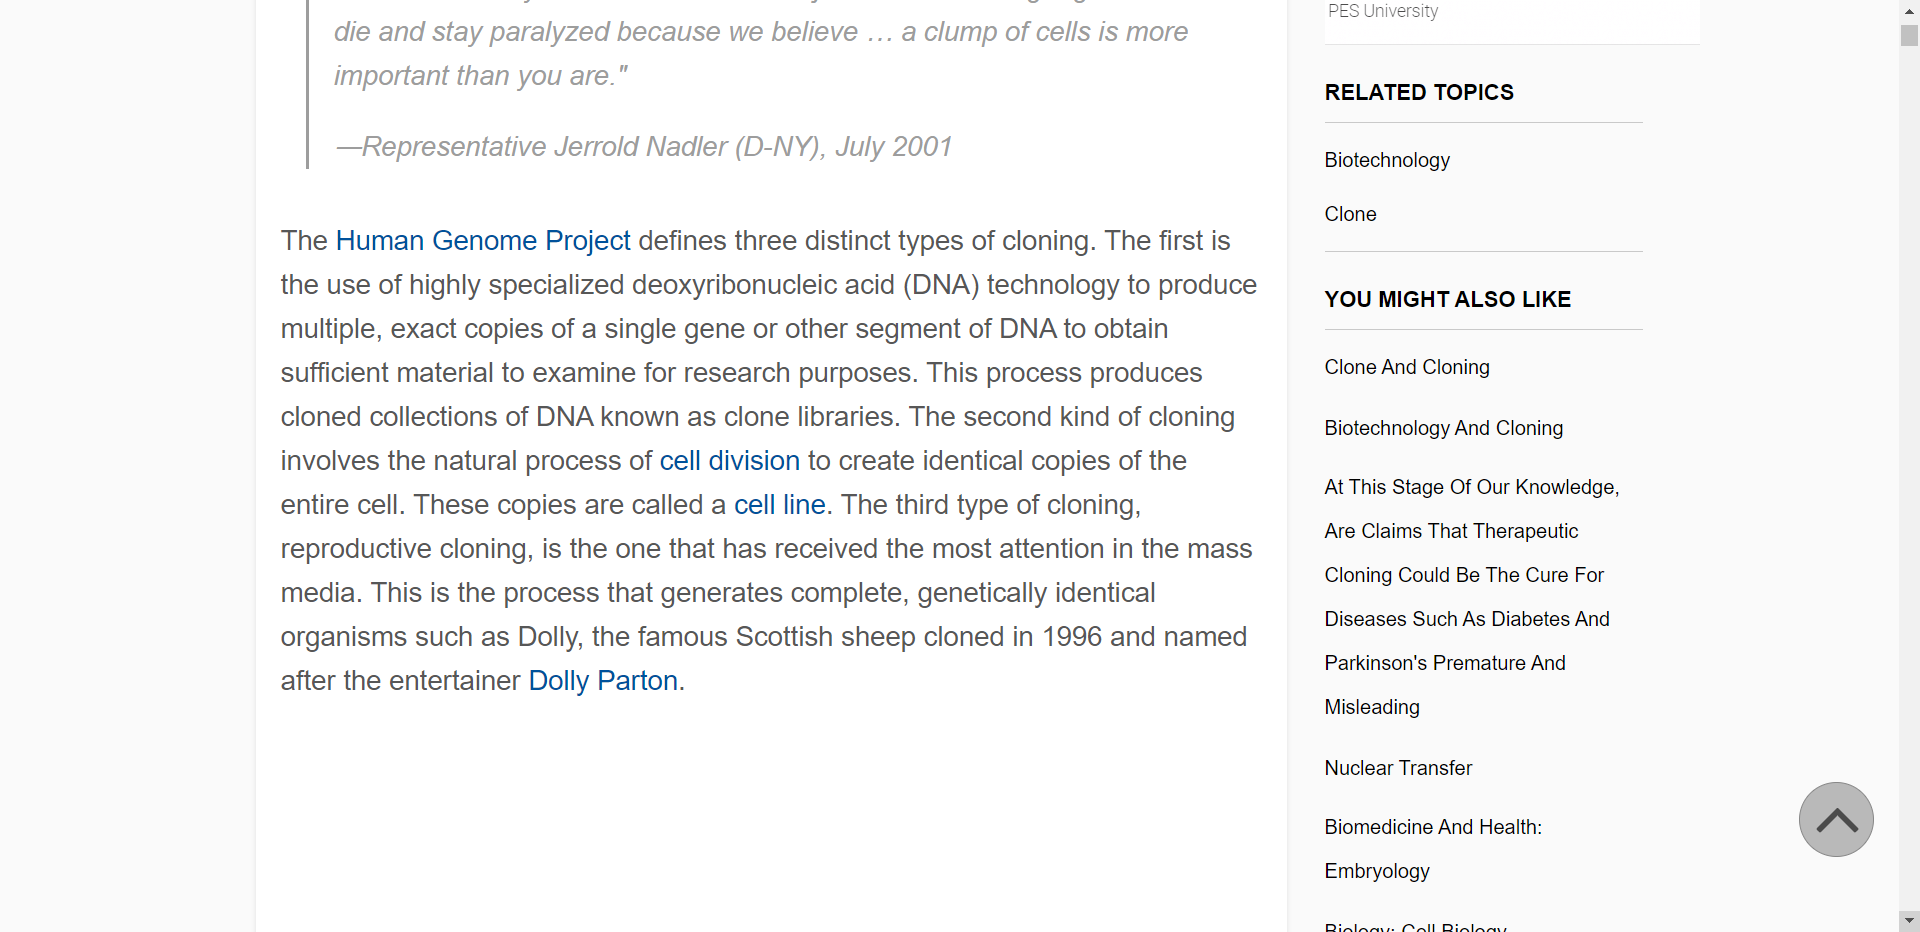 die and stay paralyzed because we believe … a clump of cells is more
important than you are."
—Representative Jerrold Nadler (D-NY), July 2001
The Human Genome Project defines three distinct types of cloning. The first is
the use of highly specialized deoxyribonucleic acid (DNA) technology to produce
multiple, exact copies of a single gene or other segment of DNA to obtain
sufficient material to examine for research purposes. This process produces
cloned collections of DNA known as clone libraries. The second kind of cloning
involves the natural process of cell division to create identical copies of the
entire cell. These copies are called a cell line. The third type of cloning,
reproductive cloning, is the one that has received the most attention in the mass
media. This is the process that generates complete, genetically identical
organisms such as Dolly, the famous Scottish sheep cloned in 1996 and named
after the entertainer Dolly Parton.
PES University
RELATED TOPICS
Biotechnology
Clone
YOU MIGHT ALSO LIKE
Clone And Cloning
Biotechnology And Cloning
At This Stage Of Our Knowledge,
Are Claims That Therapeutic
Cloning Could Be The Cure For
Diseases Such As Diabetes And
Parkinson's Premature And
Misleading
Nuclear Transfer
Biomedicine And Health:
Embryology
Biology: Cell Biology